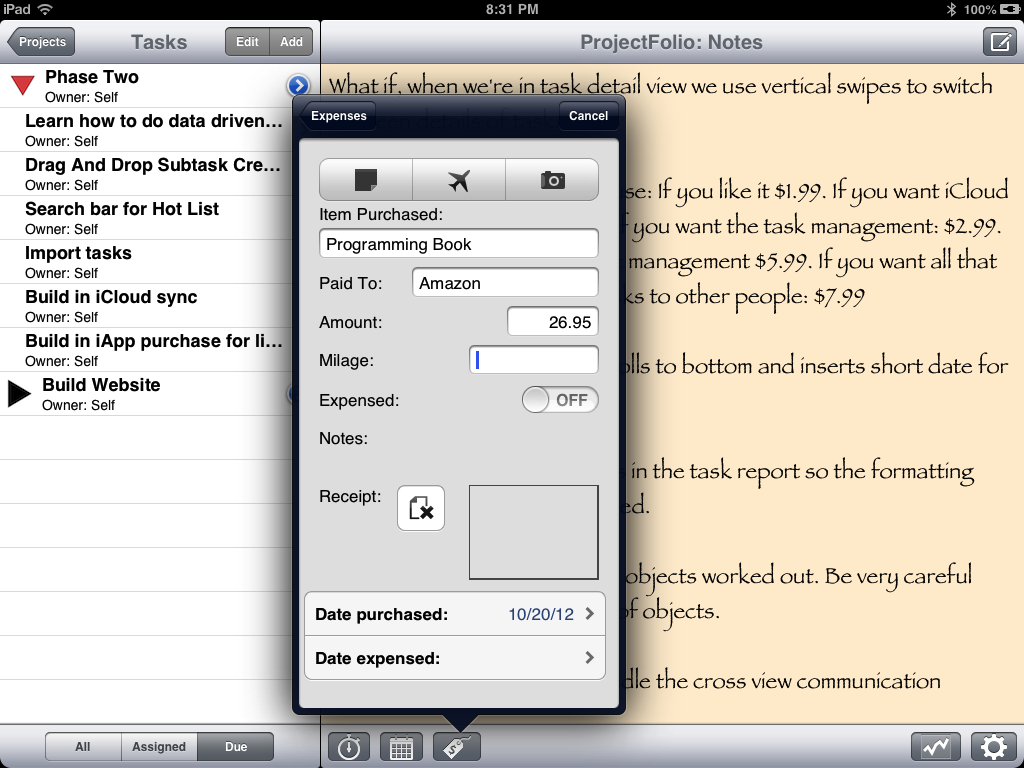 iPad 8:31 PM 100%
Projects Tasks Edit Add ProjectFolio: Notes
Phase Two
Owner: Self
Learn how to do data driven...
Owner: Self
Drag And Drop Subtask Cre...
Owner: Self
Search bar for Hot List
Owner: Self
Import tasks
Owner: Self
Build in iCloud sync
Owner: Self
Build in iApp purchase for li...
Owner: Self
Build Website
Owner: Self
All Assigned Due
Expenses Cancel
Item Purchased:
Programming Book
Paid To: Amazon
Amount: 26.95
Milage:
Expensed: OFF
Notes:
Receipt:
Date purchased: 10/20/12
Date expensed:
What if, when we're in task detail view we use vertical swipes to switch
If you like it $1.99. If you want iCloud
you want the task management: $2.99.
management $5.99. If you want all that
to other people: $7.99
to bottom and inserts short date for
in the task report so the formatting
objects worked out. Be very careful
of objects.
the cross view communication